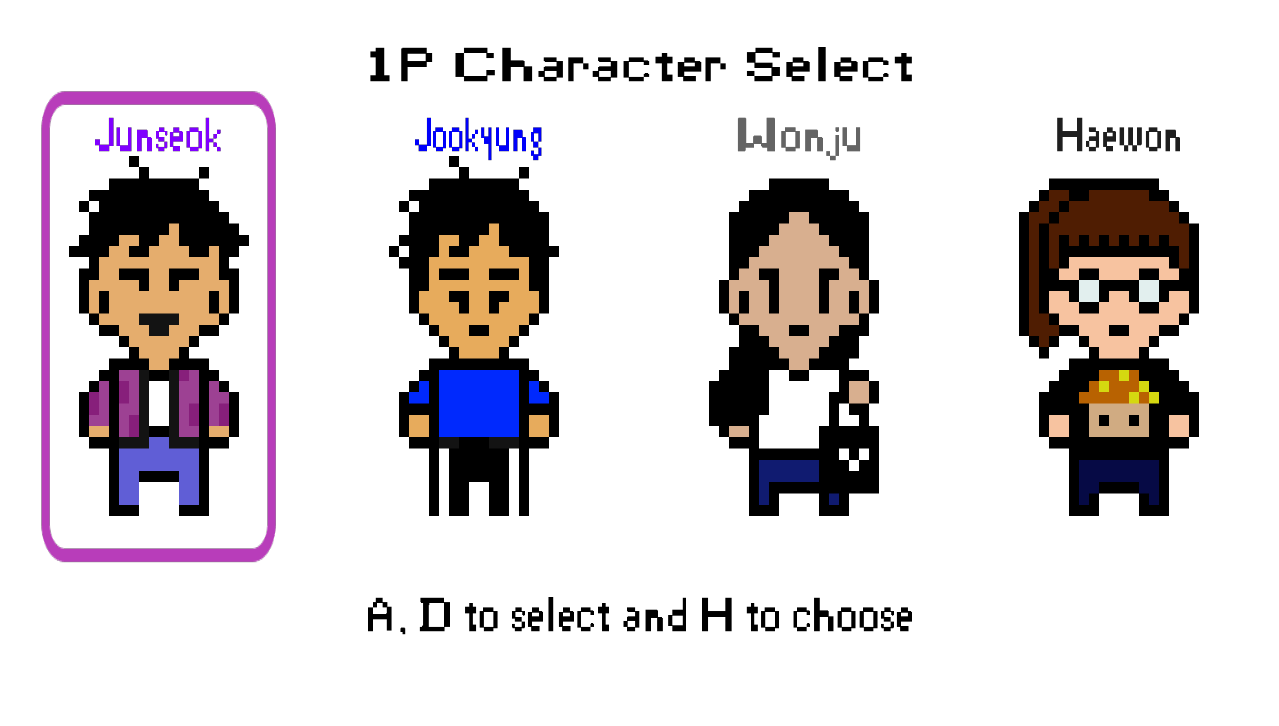 1P Character Select
Junseok
Jookyung
Wonju
Haewon
A, D to select and H to choose